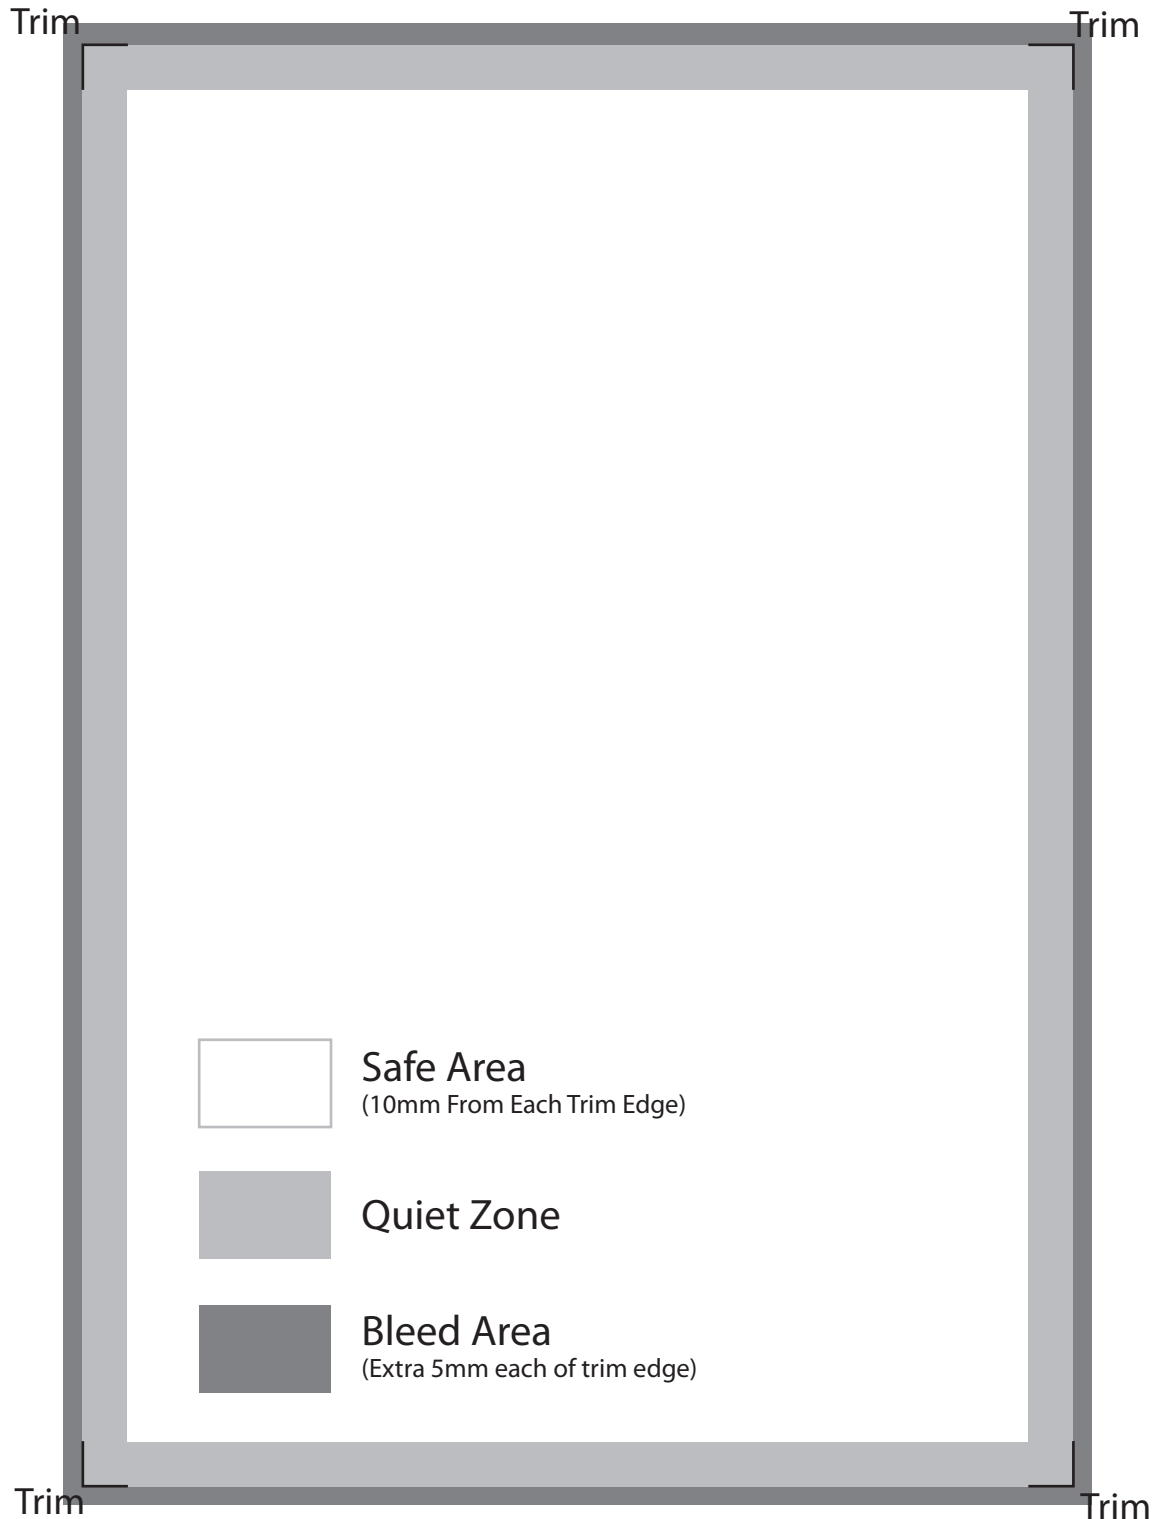 Trim
Trim
Safe Area
(10mm From Each Trim Edge)
Quiet Zone
Bleed Area
(Extra 5mm each of trim edge)
Trim
Trim